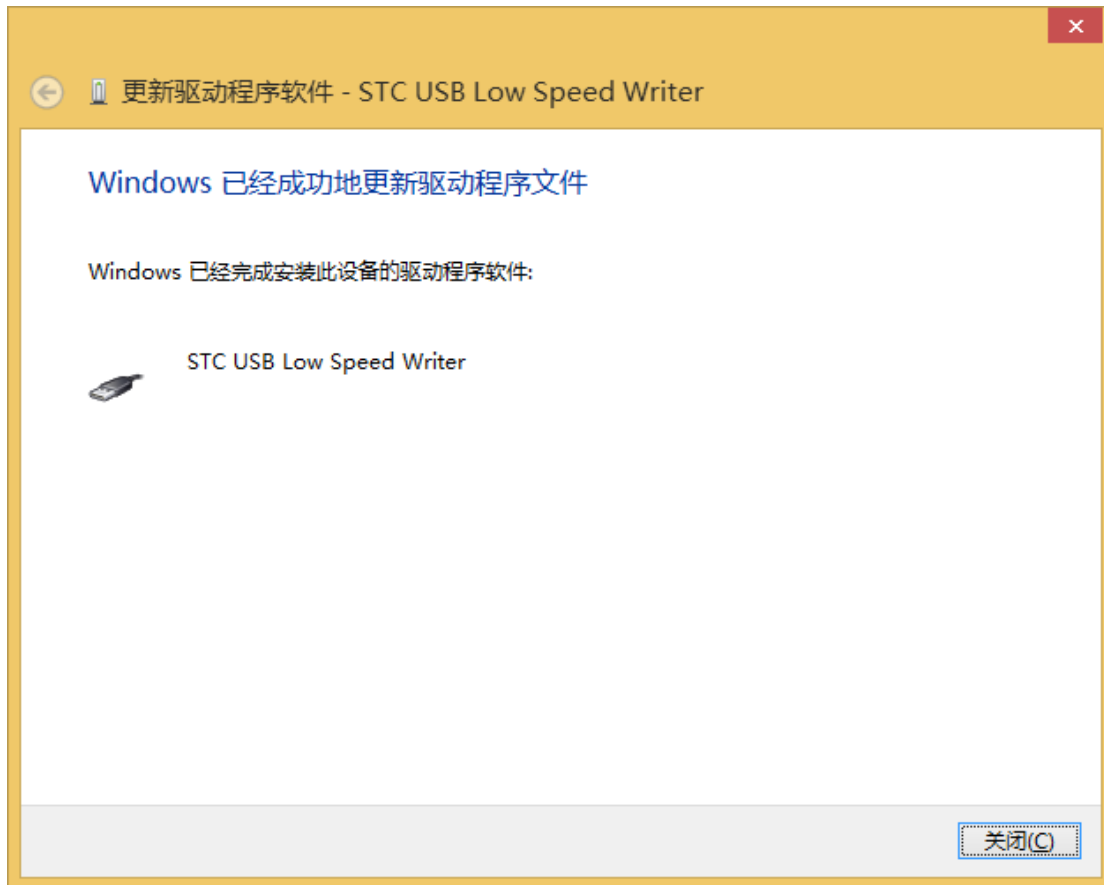 更新驱动程序软件 - STC USB Low Speed Writer
Windows 已经成功地更新驱动程序文件
Windows 已经完成安装此设备的驱动程序软件:
STC USB Low Speed Writer
关闭(C)